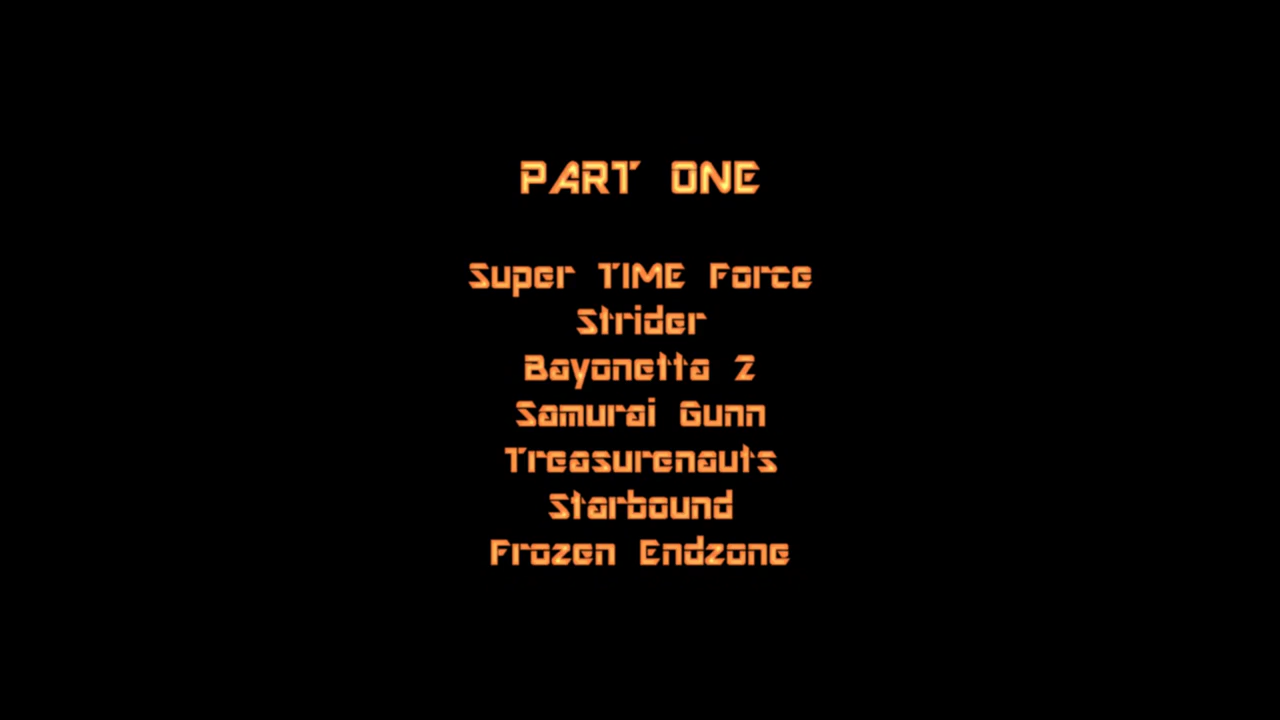 PART ONE
Super TIME Force
Strider
Bayonetta 2
Samurai Gunn
Treasurenauts
Starbound
Frozen Endzone